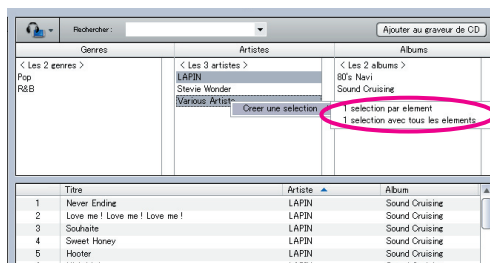 Rechercher : Ajouter au graveur de CD
Genres Artistes Albums
< Les 2 genres > < Les 3 artistes > < Les 2 albums >
Pop LAPIN 80's Navi
R&B Stevie Wonder Sound Cruising
Various Artists Creer une selection 1 selection par element
1 selection avec tous les elements
Titre Artiste Album
1 Never Ending LAPIN Sound Cruising
2 Love me ! Love me ! Love me ! LAPIN Sound Cruising
3 Souhaite LAPIN Sound Cruising
4 Sweet Honey LAPIN Sound Cruising
5 Hooter LAPIN Sound Cruising